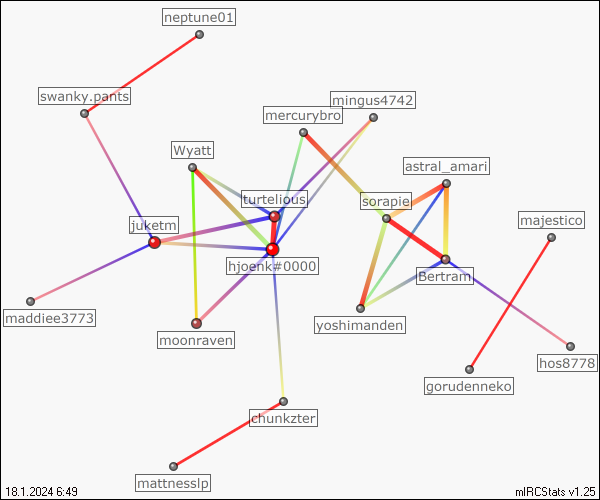 neptune01
swanky.pants
mingus4742
mercurybro
Wyatt
astral_amari
turtelious
sorapie
juketm
majestico
hjoenk#0000
Bertram
maddiee3773
yoshimanden
moonraven
hos8778
gorudenneko
chunkzter
mattnesslp
18.1.2024 6:49
mIRCStats v1.25